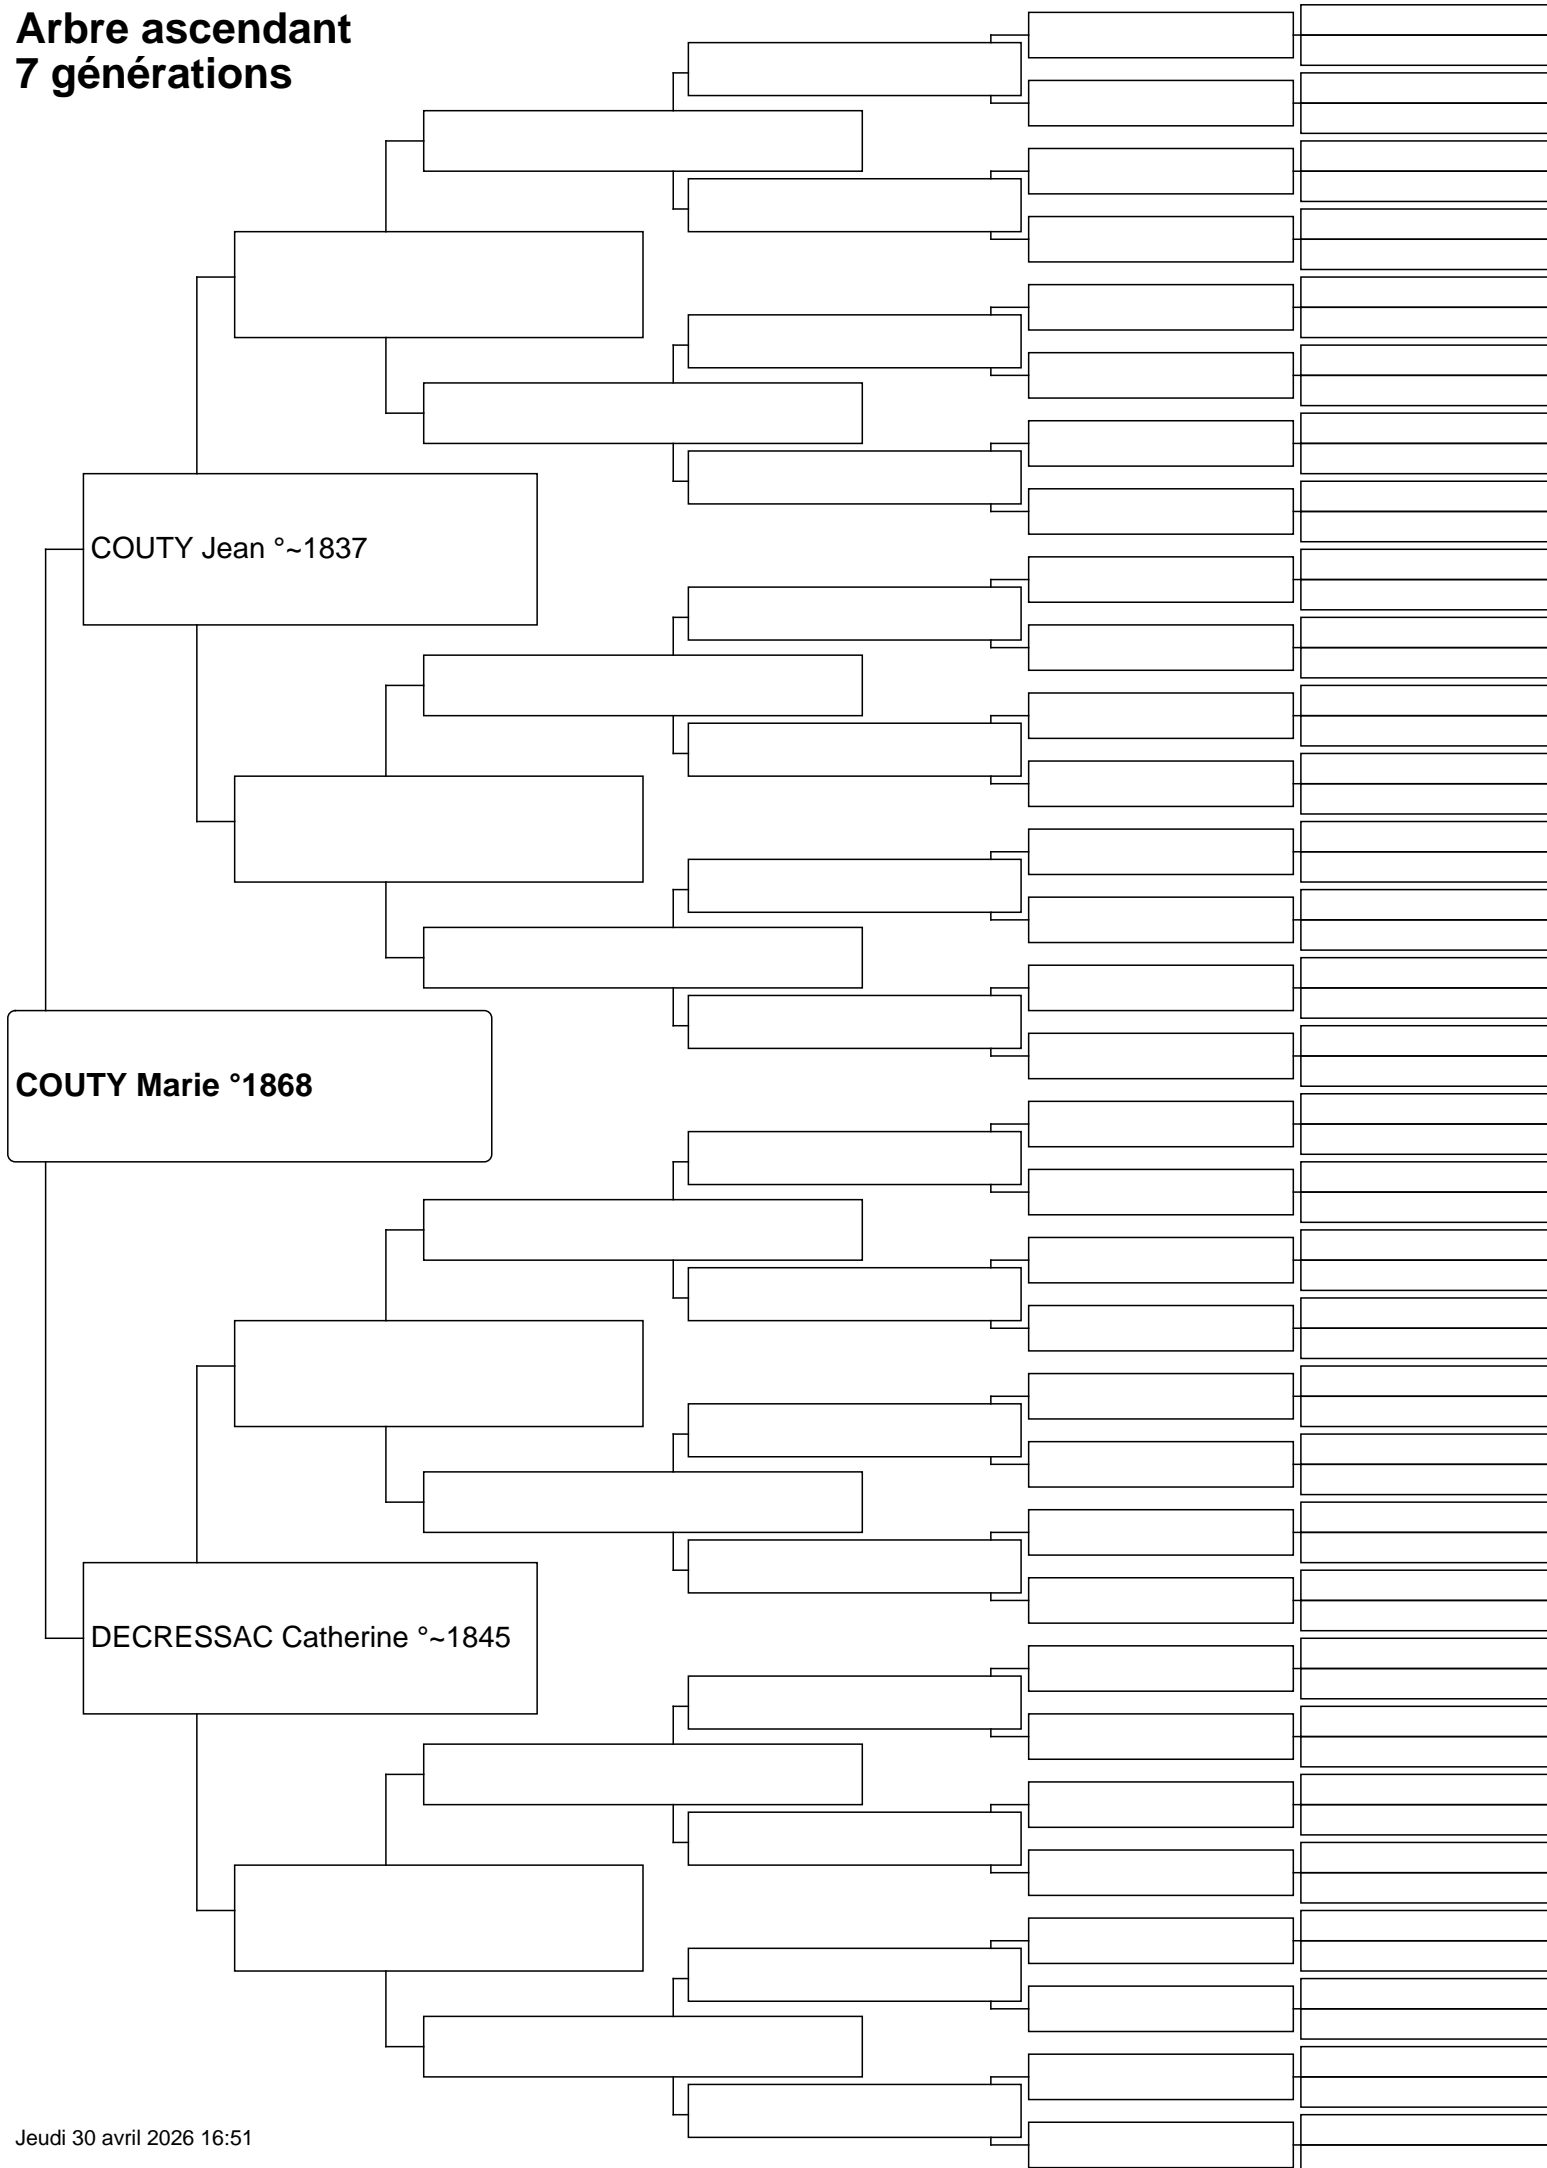 Arbre ascendant
7 générations
COUTY Jean °~1837
COUTY Marie °1868
DECRESSAC Catherine °~1845
Jeudi 30 avril 2026 16:51